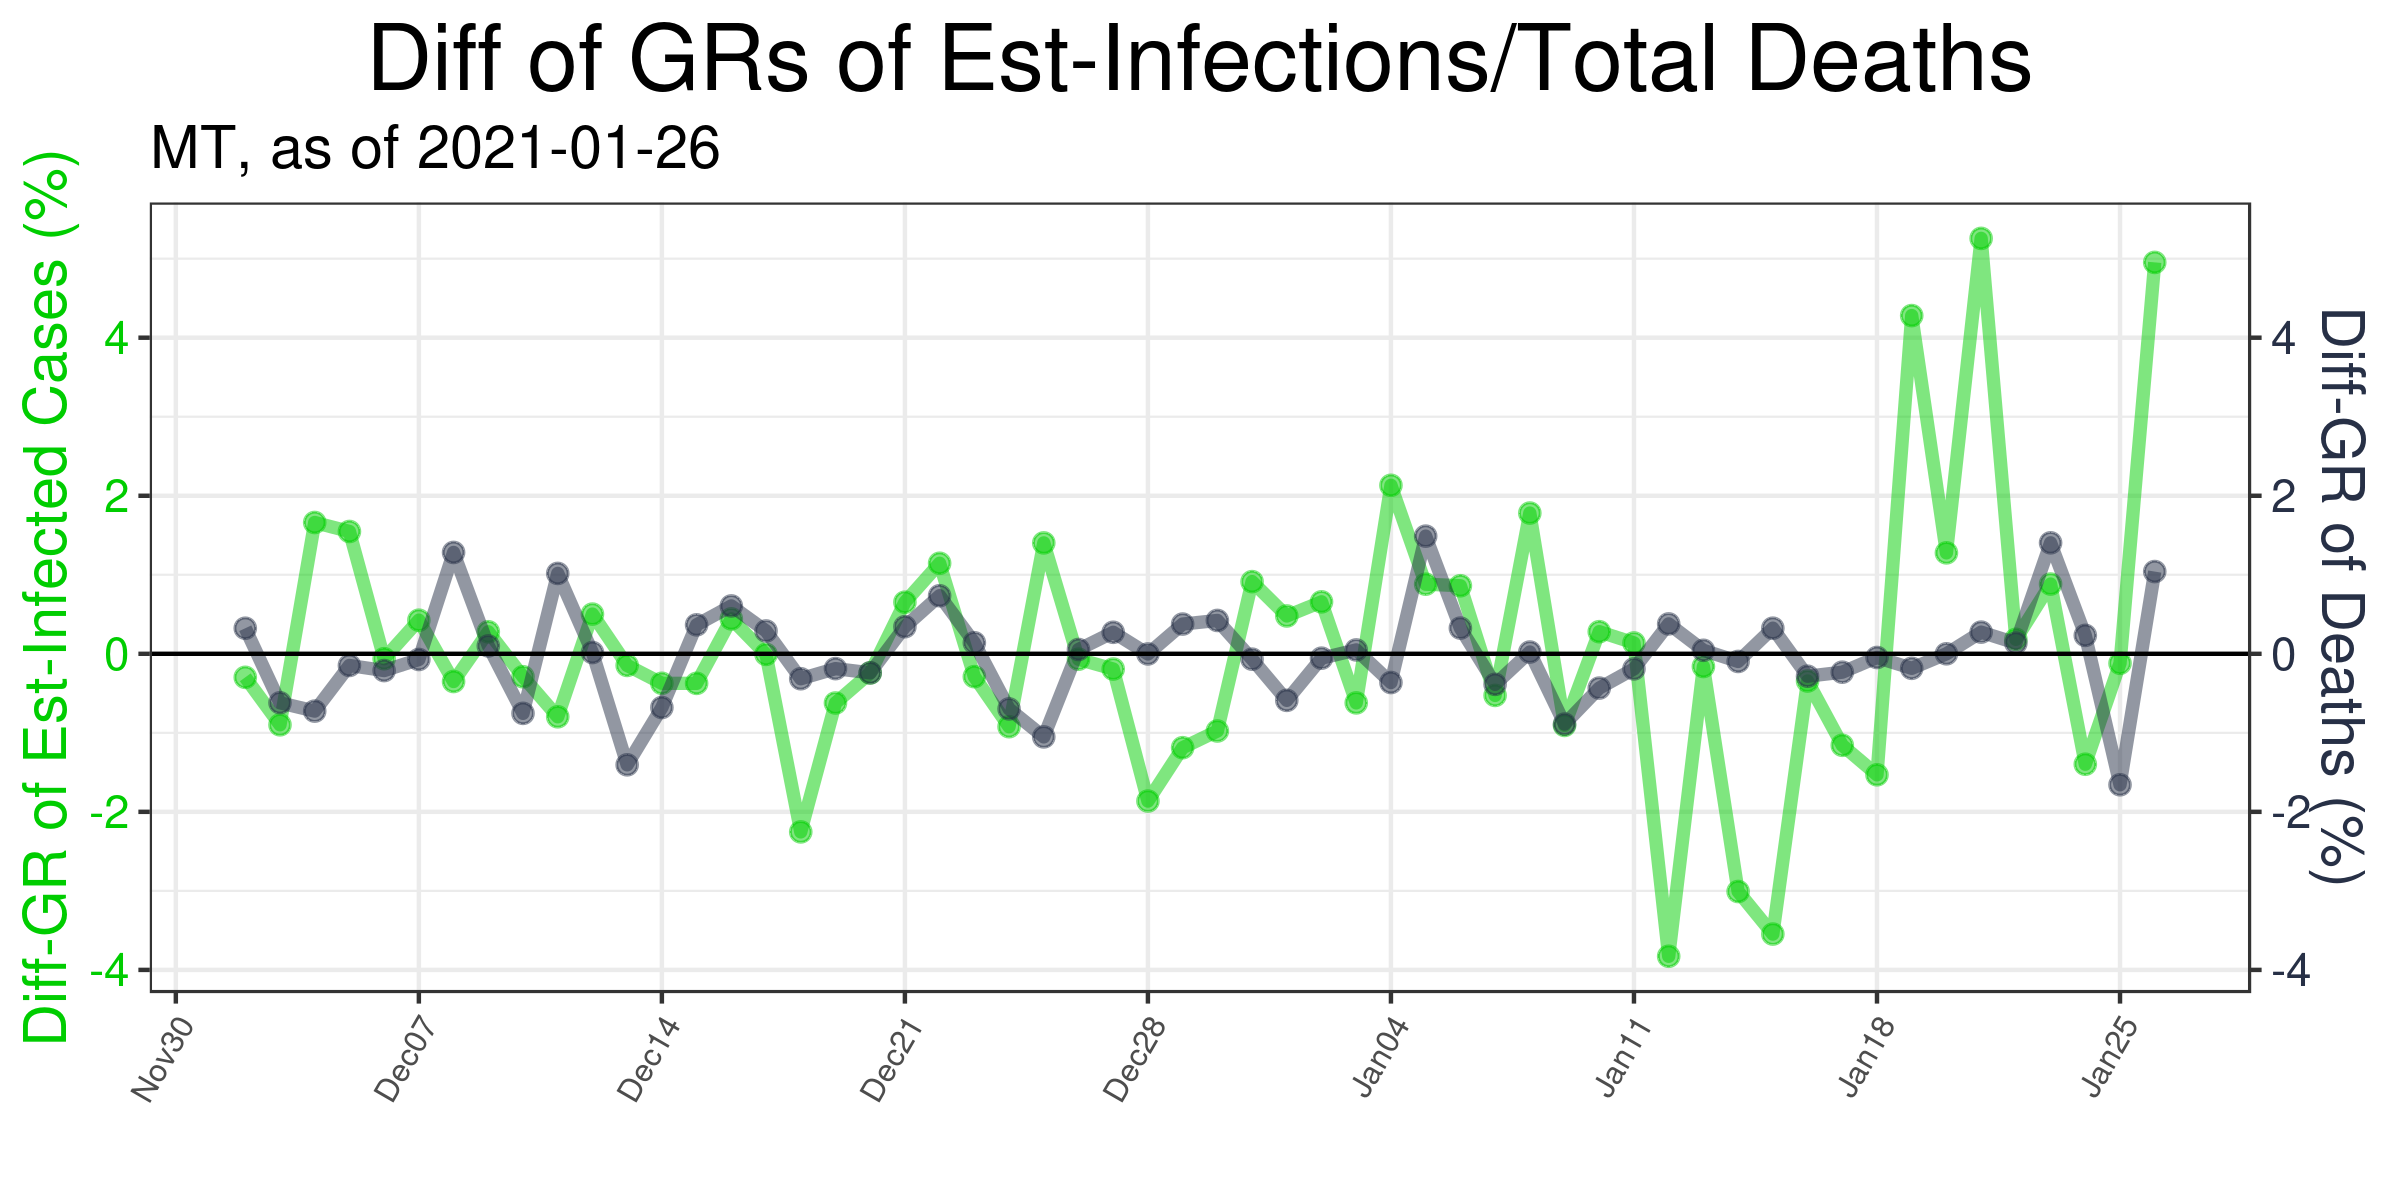 Diff of GRs of Est-Infections/Total Deaths
MT, as of 2021-01-26
Diff-GR of Est-Infected Cases (%)
4
2
0
-2
-4
4
2
0
-2
-4
Diff-GR of Deaths (%)
Nov30
Dec07
Dec14
Dec21
Dec28
Jan04
Jan11
Jan18
Jan25